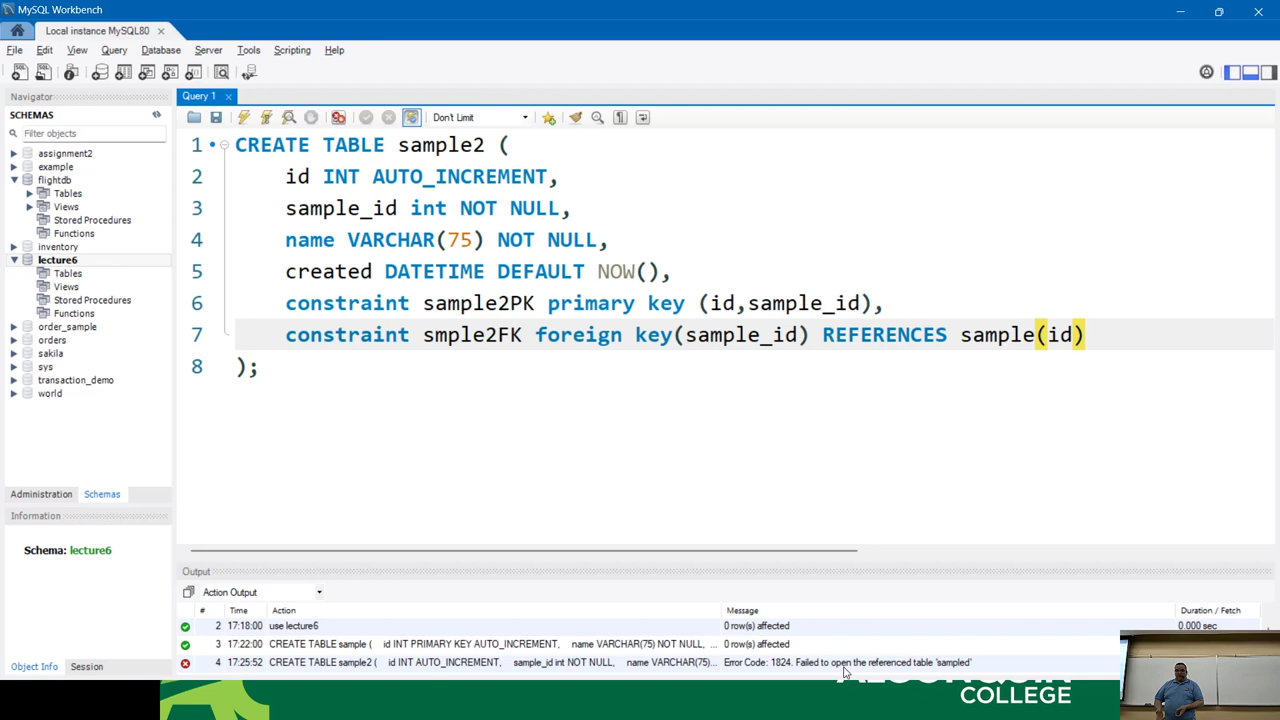 MySQL Workbench
Local instance MySQL80
File Edit View Query Database Server Tools Scripting Help
Navigator
SCHEMAS
Filter objects
assignment2
example
flightdb
Tables
Views
Stored Procedures
Functions
inventory
lecture6
Tables
Views
Stored Procedures
Functions
order_sample
orders
sakila
sys
transaction_demo
world
Administration Schemas
Information
Schema: lecture6
Object Info Session
Query 1
Don't Limit
1 CREATE TABLE sample2 (
2 id INT AUTO_INCREMENT,
3 sample_id int NOT NULL,
4 name VARCHAR(75) NOT NULL,
5 created DATETIME DEFAULT NOW(),
6 constraint sample2PK primary key (id,sample_id),
7 constraint smple2FK foreign key(sample_id) REFERENCES sample(id)
8 );
Output
Action Output
# Time Action Message Duration / Fetch
2 17:18:00 use lecture6 0 row(s) affected 0.000 sec
3 17:22:00 CREATE TABLE sample ( id INT PRIMARY KEY AUTO_INCREMENT, name VARCHAR(75) NOT NULL, ... 0 row(s) affected
4 17:25:52 CREATE TABLE sample2 ( id INT AUTO_INCREMENT, sample_id int NOT NULL, name VARCHAR(75)... Error Code: 1824. Failed to open the referenced table 'sampled'
COLLEGE